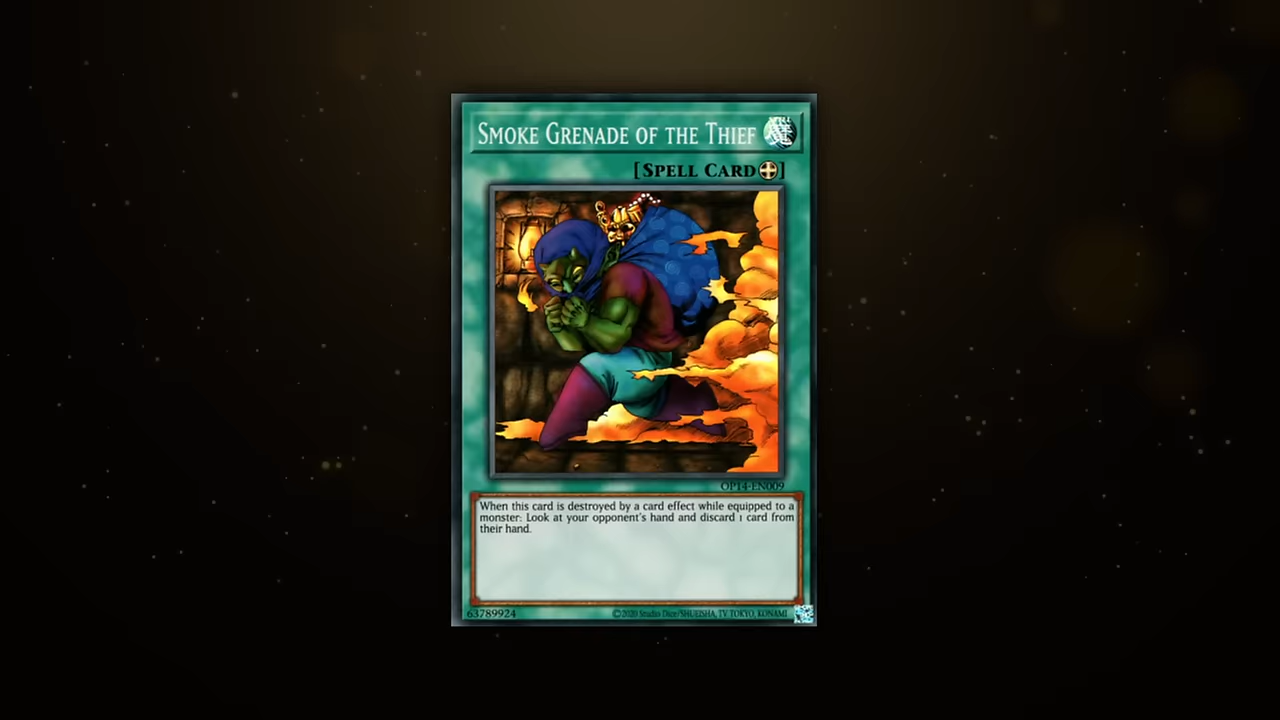 SMOKE GRENADE OF THE THIEF
[SPELL CARD]
OP14-EN009
When this card is destroyed by a card effect while equipped to a
monster: Look at your opponent's hand and discard 1 card from
their hand.
63789924 ©2020 Studio Dice/SHUEISHA, TV TOKYO, KONAMI